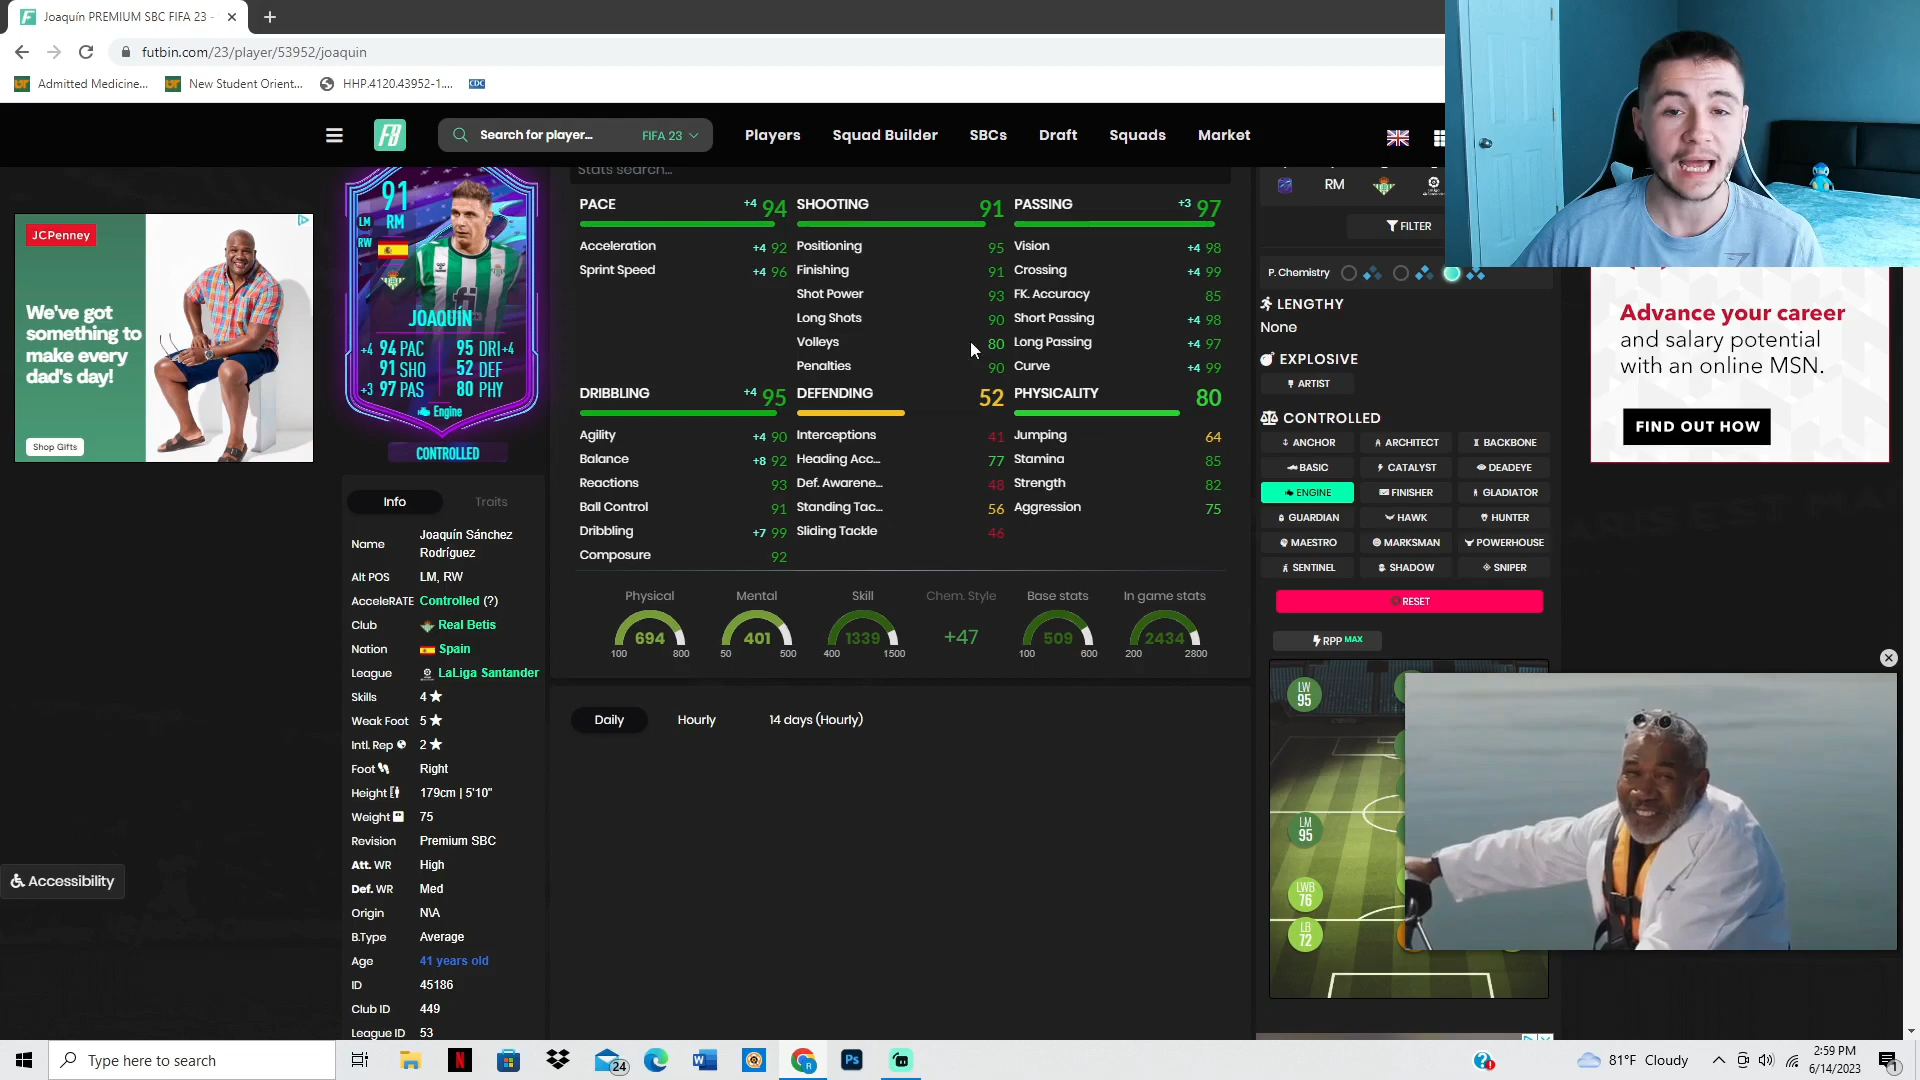 Joaquín PREMIUM SBC FIFA 23 -
futbin.com/23/player/53952/joaquin
Admitted Medicine...
New Student Orient...
HHP.4120.43952-1....
CDC
Search for player...
FIFA 23
Players
Squad Builder
SBCs
Draft
Squads
Market
Stats search...
91
RM
LM
RW
JOAQUÍN
+4 94 PAC 95 DRI +4
91 SHO 52 DEF
+3 97 PAS 80 PHY
Engine
CONTROLLED
PACE +4 94
Acceleration +4 92
Sprint Speed +4 96
SHOOTING 91
Positioning 95
Finishing 91
Shot Power 93
Long Shots 90
Volleys 80
Penalties 90
PASSING +3 97
Vision +4 98
Crossing +4 99
FK. Accuracy 85
Short Passing +4 98
Long Passing +4 97
Curve +4 99
DRIBBLING +4 95
Agility +4 90
Balance +8 92
Reactions 93
Ball Control 91
Dribbling +7 99
Composure 92
DEFENDING 52
Interceptions 41
Heading Acc... 77
Def. Awarene... 48
Standing Tac... 56
Sliding Tackle 46
PHYSICALITY 80
Jumping 64
Stamina 85
Strength 82
Aggression 75
Physical
694
100 800
Mental
401
50 500
Skill
1339
400 1500
Chem. Style
+47
Base stats
509
100 600
In game stats
2434
200 2800
Daily
Hourly
14 days (Hourly)
Info
Traits
Name Joaquín Sánchez
Rodríguez
Alt POS LM, RW
AcceleRATE Controlled (?)
Club Real Betis
Nation Spain
League LaLiga Santander
Skills 4
Weak Foot 5
Intl. Rep 2
Foot Right
Height 179cm | 5'10"
Weight 75
Revision Premium SBC
Att. WR High
Def. WR Med
Origin N\A
B.Type Average
Age 41 years old
ID 45186
Club ID 449
League ID 53
RM
FILTER
P. Chemistry
LENGTHY
None
EXPLOSIVE
ARTIST
CONTROLLED
ANCHOR ARCHITECT BACKBONE
BASIC CATALYST DEADEYE
ENGINE FINISHER GLADIATOR
GUARDIAN HAWK HUNTER
MAESTRO MARKSMAN POWERHOUSE
SENTINEL SHADOW SNIPER
RESET
RPP MAX
LW
95
LM
95
LWB
76
LB
72
JCPenney
We've got
something to
make every
dad's day!
Shop Gifts
Advance your career
and salary potential
with an online MSN.
FIND OUT HOW
Accessibility
Type here to search
24
81°F Cloudy
2:59 PM
6/14/2023
1